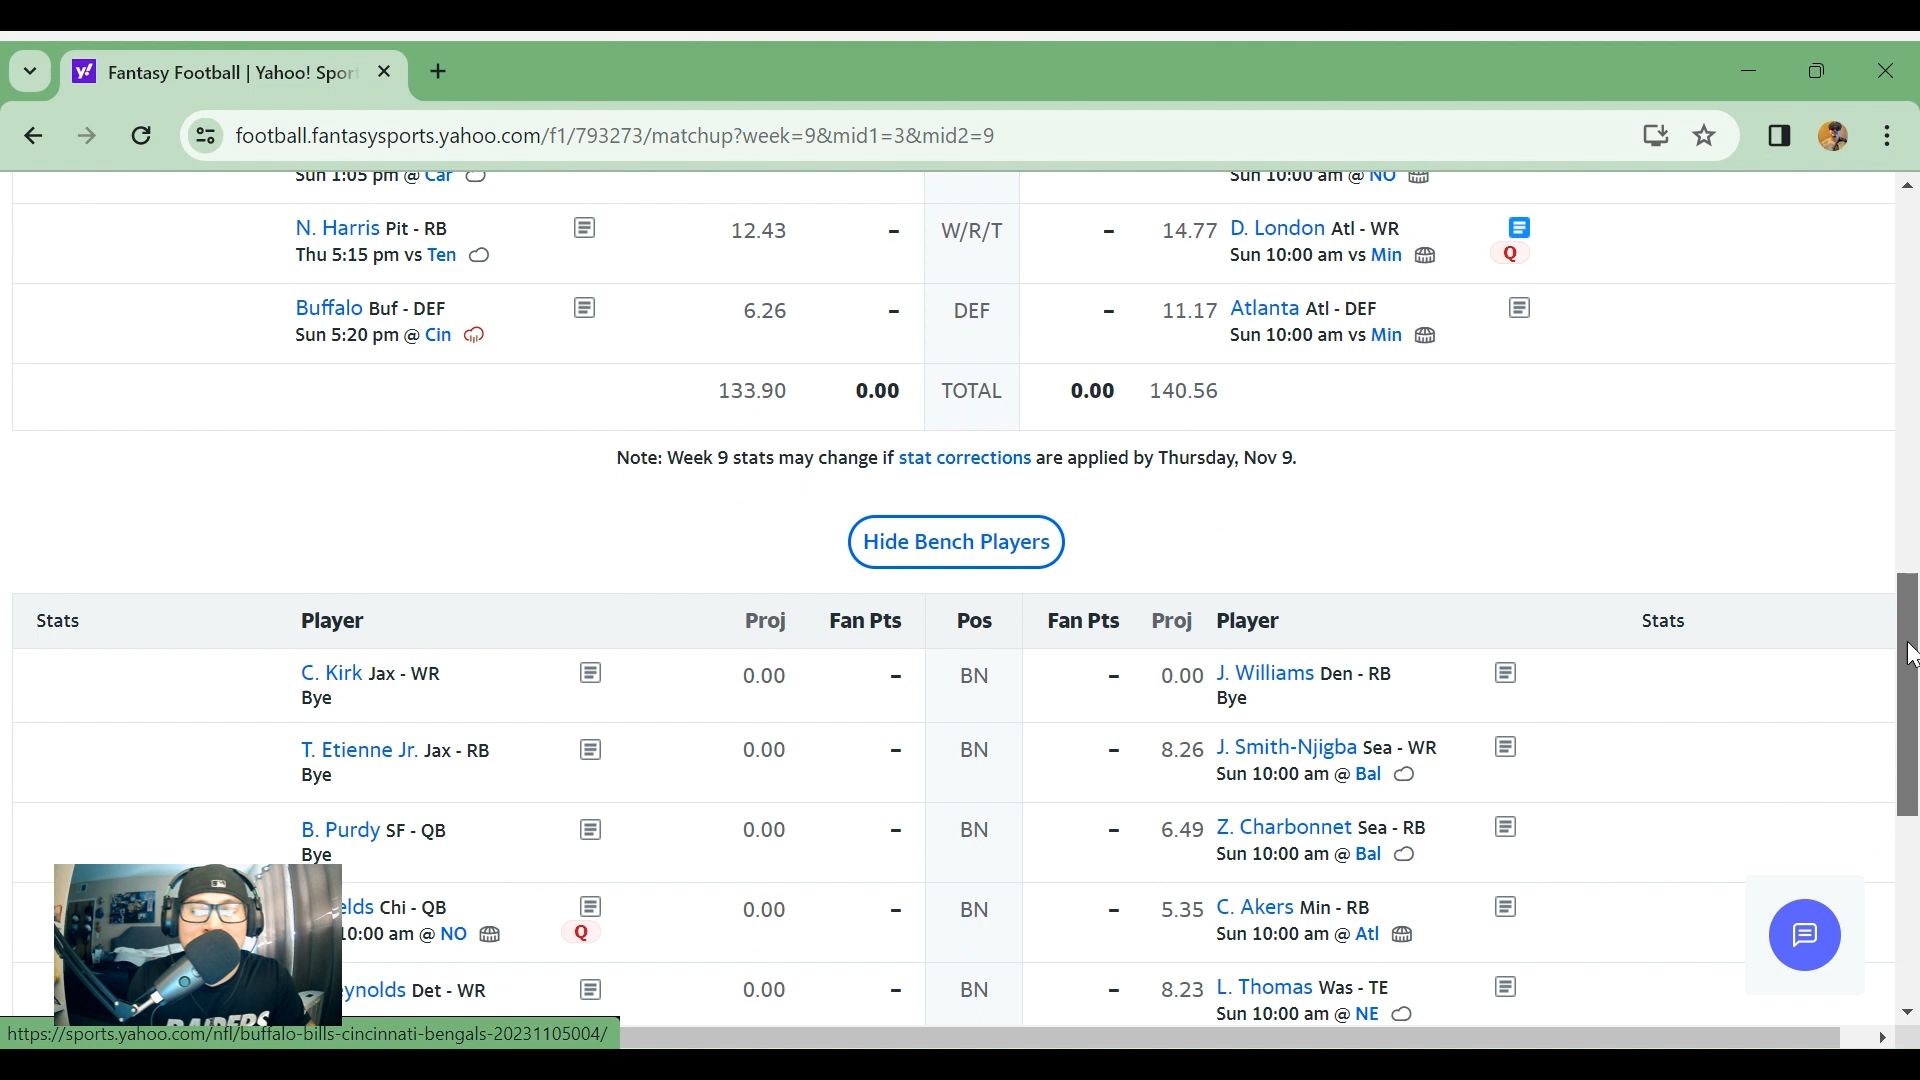 Fantasy Football | Yahoo! Spor
football.fantasysports.yahoo.com/f1/793273/matchup?week=9&mid1=3&mid2=9
Sun 1:05 pm @ Car
Sun 10:00 am @ NO
N. Harris Pit - RB 12.43 - W/R/T - 14.77 D. London Atl - WR
Thu 5:15 pm vs Ten Sun 10:00 am vs Min Q
Buffalo Buf - DEF 6.26 - DEF - 11.17 Atlanta Atl - DEF
Sun 5:20 pm @ Cin Sun 10:00 am vs Min
133.90 0.00 TOTAL 0.00 140.56
Note: Week 9 stats may change if stat corrections are applied by Thursday, Nov 9.
Hide Bench Players
Stats Player Proj Fan Pts Pos Fan Pts Proj Player Stats
C. Kirk Jax - WR 0.00 - BN - 0.00 J. Williams Den - RB
Bye Bye
T. Etienne Jr. Jax - RB 0.00 - BN - 8.26 J. Smith-Njigba Sea - WR
Bye Sun 10:00 am @ Bal
B. Purdy SF - QB 0.00 - BN - 6.49 Z. Charbonnet Sea - RB
Bye Sun 10:00 am @ Bal
elds Chi - QB 0.00 - BN - 5.35 C. Akers Min - RB
10:00 am @ NO Q Sun 10:00 am @ Atl
eynolds Det - WR 0.00 - BN - 8.23 L. Thomas Was - TE
Sun 10:00 am @ NE
RAIDERS
https://sports.yahoo.com/nfl/buffalo-bills-cincinnati-bengals-20231105004/